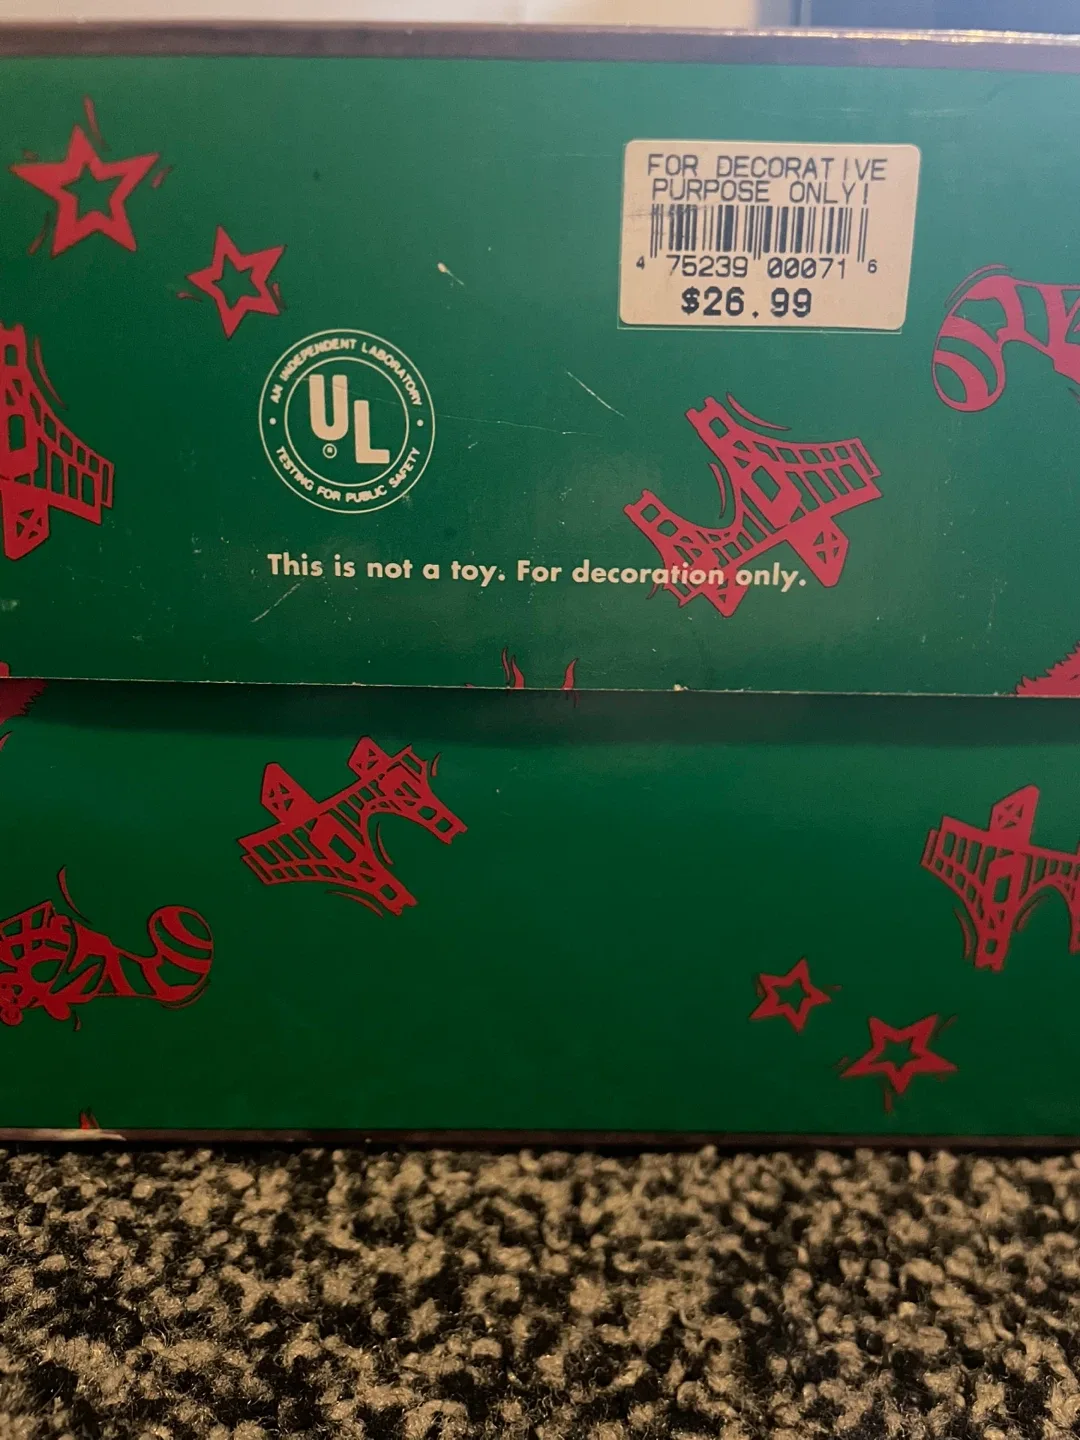 FOR DECORATIVE
PURPOSE ONLY!
4 75239 00071 6
$26.99
AN INDEPENDENT LABORATORY
UL
®
TESTING FOR PUBLIC SAFETY
This is not a toy. For decoration only.